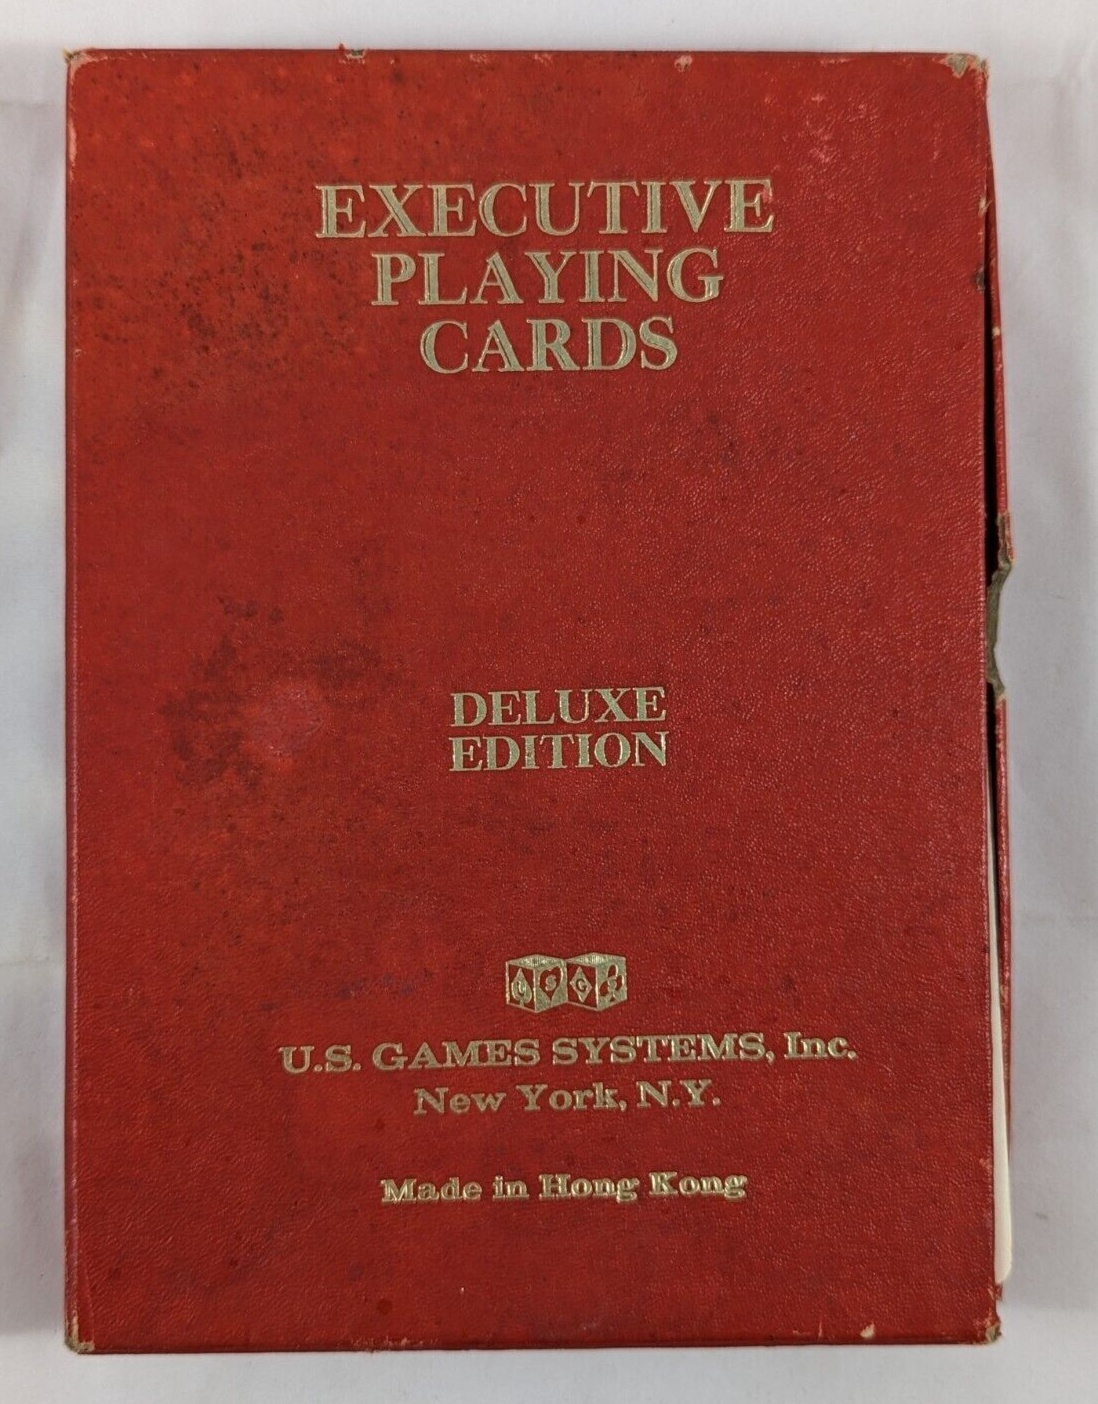 EXECUTIVE
PLAYING
CARDS
DELUXE
EDITION
U S G S
U.S. GAMES SYSTEMS, Inc.
New York, N.Y.
Made in Hong Kong